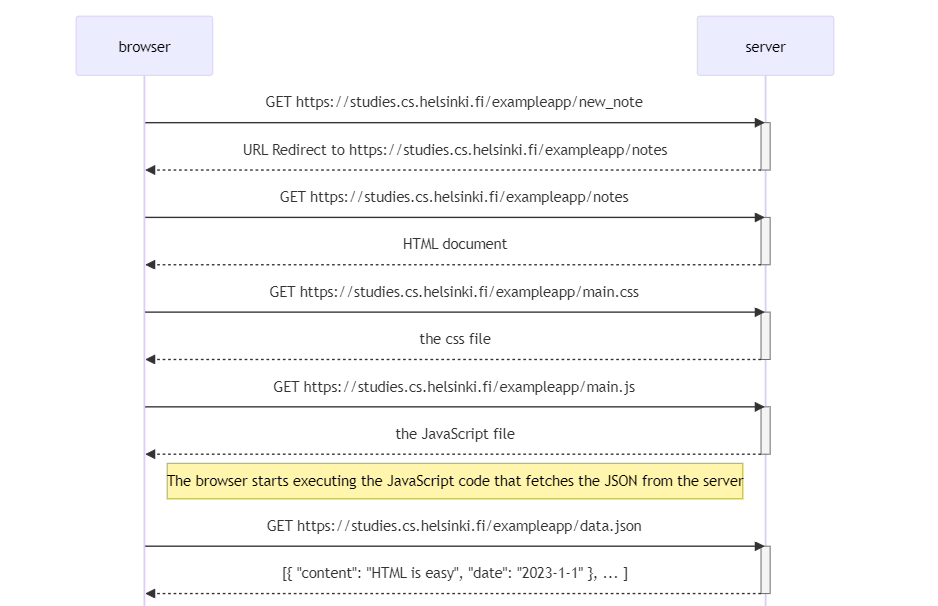 browser
server
GET https://studies.cs.helsinki.fi/exampleapp/new_note
URL Redirect to https://studies.cs.helsinki.fi/exampleapp/notes
GET https://studies.cs.helsinki.fi/exampleapp/notes
HTML document
GET https://studies.cs.helsinki.fi/exampleapp/main.css
the css file
GET https://studies.cs.helsinki.fi/exampleapp/main.js
the JavaScript file
The browser starts executing the JavaScript code that fetches the JSON from the server
GET https://studies.cs.helsinki.fi/exampleapp/data.json
[{ "content": "HTML is easy", "date": "2023-1-1" }, ... ]